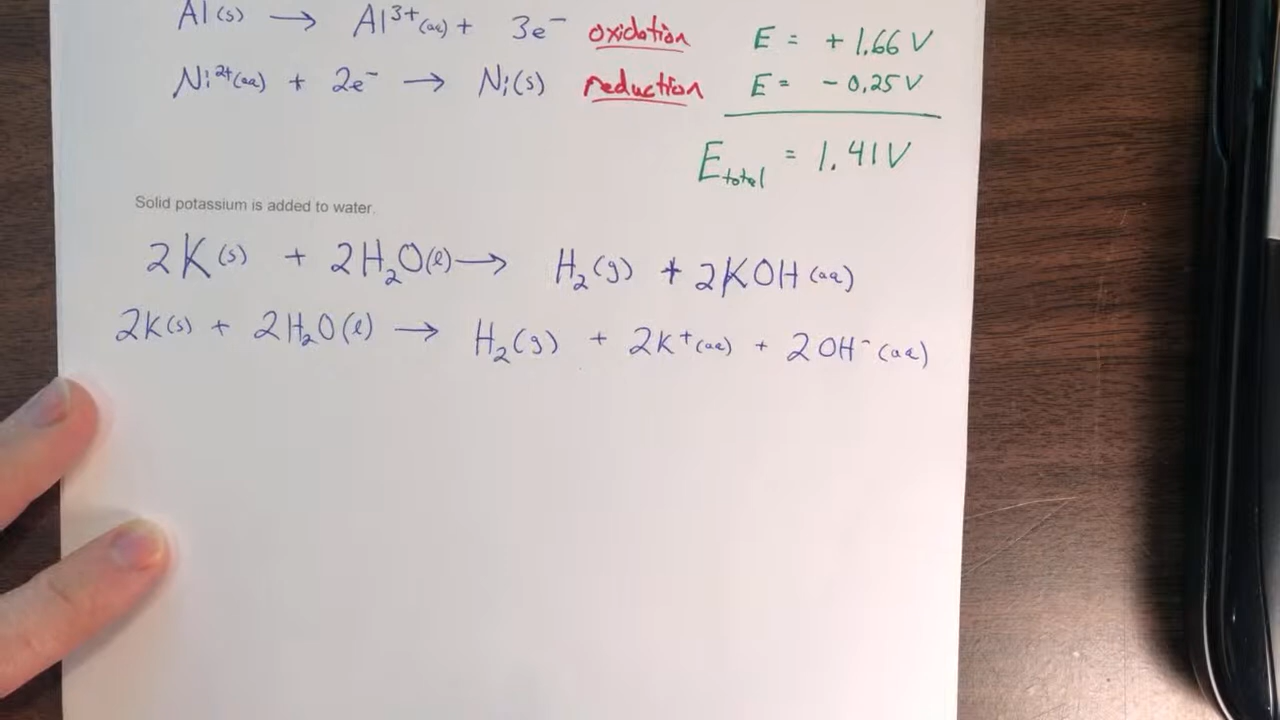 Al(s) → Al³⁺(aq) + 3e⁻ oxidation E = +1.66 V
Ni²⁺(aq) + 2e⁻ → Ni(s) reduction E = -0.25 V
E total = 1.41 V
Solid potassium is added to water.
2K(s) + 2H₂O(l) → H₂(g) + 2KOH(aq)
2K(s) + 2H₂O(l) → H₂(g) + 2K⁺(aq) + 2OH⁻(aq)